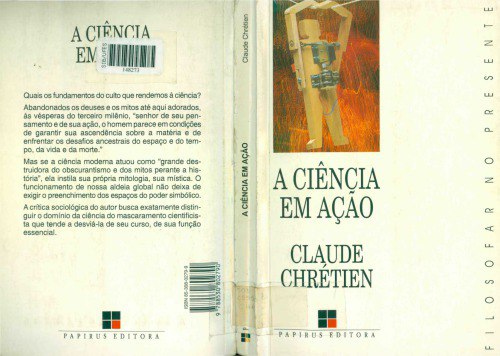 A CIÊNCIA
EM
STD/UFES
148273
Quais os fundamentos do culto que rendemos à ciência?
Abandonados os deuses e os mitos até aqui adorados,
às vésperas do terceiro milênio, "senhor de seu pen-
samento e de sua ação, o homem parece em condições
de garantir sua ascendência sobre a matéria e de
enfrentar os desafios ancestrais do espaço e do tem-
po, da vida e da morte."
Mas se a ciência moderna atuou como "grande des-
truidora do obscurantismo e dos mitos perante a his-
tória", ela instila sua própria mitologia, sua mística. O
funcionamento de nossa aldeia global não deixa de
exigir o preenchimento dos espaços do poder simbólico.
A crítica sociológica do autor busca exatamente distin-
guir o domínio da ciência do mascaramento cientificis-
ta que tende a desviá-la de seu curso, de sua função
essencial.
PAPIRUS EDITORA
Claude Chrétien
A CIÊNCIA EM AÇÃO
A CIÊNCIA
EM AÇÃO
CLAUDE
CHRÉTIEN
PAPIRUS EDITORA
FILOSOFAR NO PRESENTE